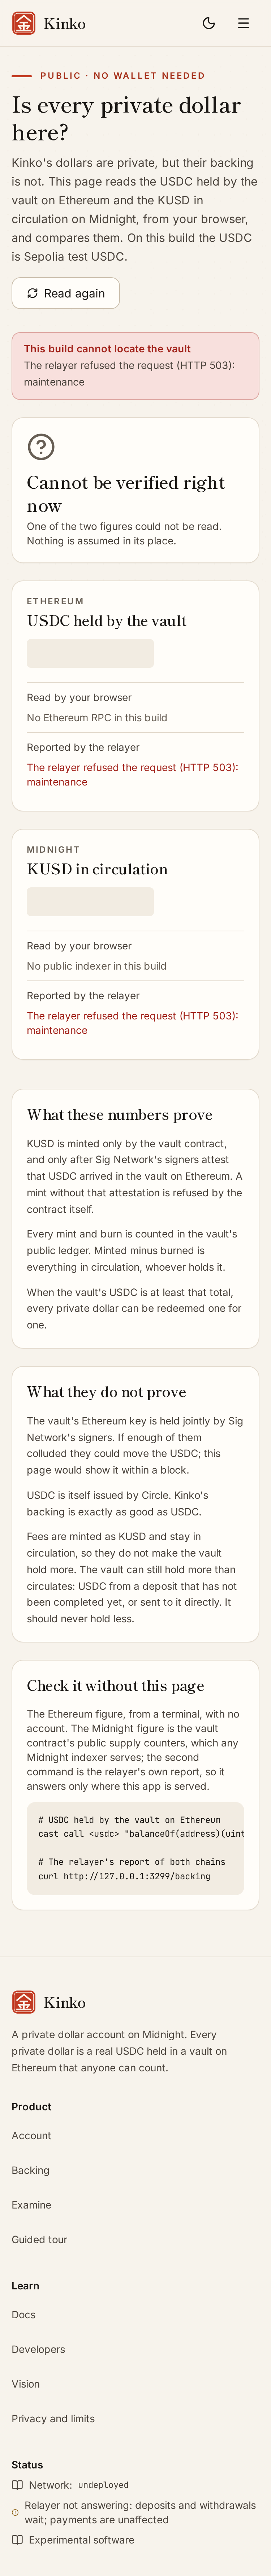 金
Kinko
PUBLIC · NO WALLET NEEDED
Is every private dollar
here?
Kinko's dollars are private, but their backing
is not. This page reads the USDC held by the
vault on Ethereum and the KUSD in
circulation on Midnight, from your browser,
and compares them. On this build the USDC
is Sepolia test USDC.
Read again
This build cannot locate the vault
The relayer refused the request (HTTP 503):
maintenance
Cannot be verified right
now
One of the two figures could not be read.
Nothing is assumed in its place.
ETHEREUM
USDC held by the vault
Read by your browser
No Ethereum RPC in this build
Reported by the relayer
The relayer refused the request (HTTP 503):
maintenance
MIDNIGHT
KUSD in circulation
Read by your browser
No public indexer in this build
Reported by the relayer
The relayer refused the request (HTTP 503):
maintenance
What these numbers prove
KUSD is minted only by the vault contract,
and only after Sig Network's signers attest
that USDC arrived in the vault on Ethereum. A
mint without that attestation is refused by the
contract itself.
Every mint and burn is counted in the vault's
public ledger. Minted minus burned is
everything in circulation, whoever holds it.
When the vault's USDC is at least that total,
every private dollar can be redeemed one for
one.
What they do not prove
The vault's Ethereum key is held jointly by Sig
Network's signers. If enough of them
colluded they could move the USDC; this
page would show it within a block.
USDC is itself issued by Circle. Kinko's
backing is exactly as good as USDC.
Fees are minted as KUSD and stay in
circulation, so they do not make the vault
hold more. The vault can still hold more than
circulates: USDC from a deposit that has not
been completed yet, or sent to it directly. It
should never hold less.
Check it without this page
The Ethereum figure, from a terminal, with no
account. The Midnight figure is the vault
contract's public supply counters, which any
Midnight indexer serves; the second
command is the relayer's own report, so it
answers only where this app is served.
# USDC held by the vault on Ethereum
cast call <usdc> "balanceOf(address)(uint
# The relayer's report of both chains
curl http://127.0.0.1:3299/backing
金
Kinko
A private dollar account on Midnight. Every
private dollar is a real USDC held in a vault on
Ethereum that anyone can count.
Product
Account
Backing
Examine
Guided tour
Learn
Docs
Developers
Vision
Privacy and limits
Status
Network: undeployed
Relayer not answering: deposits and withdrawals
wait; payments are unaffected
Experimental software